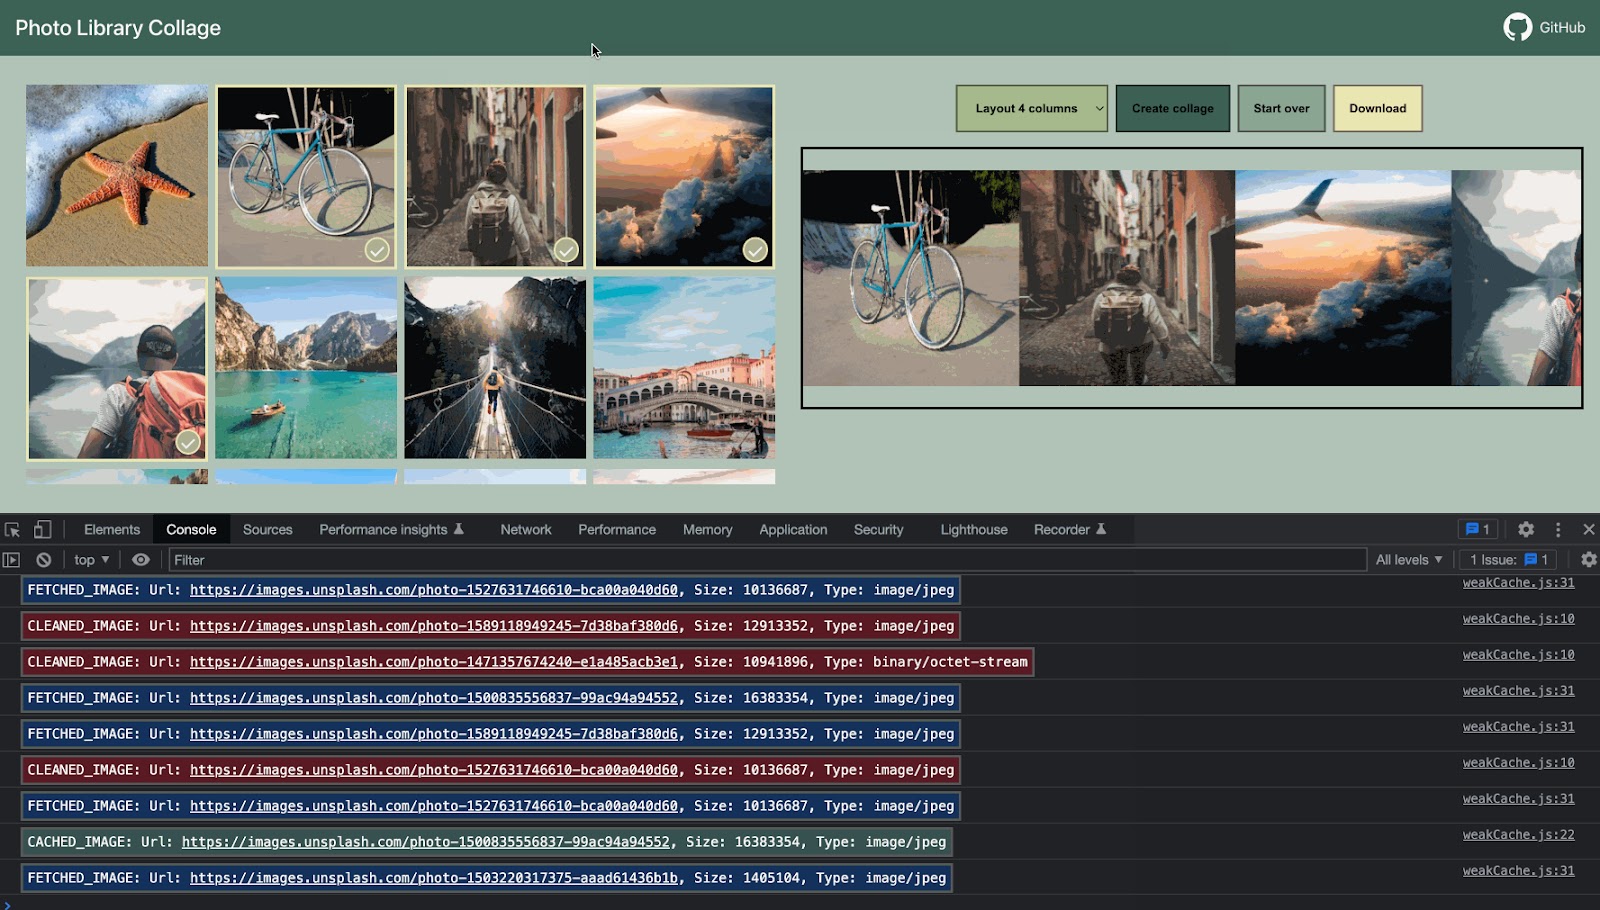 Photo Library Collage
GitHub
Layout 4 columns
Create collage
Start over
Download
Elements
Console
Sources
Performance insights
Network
Performance
Memory
Application
Security
Lighthouse
Recorder
1
top
Filter
All levels
1 Issue: 1
FETCHED_IMAGE: Url: https://images.unsplash.com/photo-1527631746610-bca00a040d60, Size: 10136687, Type: image/jpeg weakCache.js:31
CLEANED_IMAGE: Url: https://images.unsplash.com/photo-1589118949245-7d38baf380d6, Size: 12913352, Type: image/jpeg weakCache.js:10
CLEANED_IMAGE: Url: https://images.unsplash.com/photo-1471357674240-e1a485acb3e1, Size: 10941896, Type: binary/octet-stream weakCache.js:10
FETCHED_IMAGE: Url: https://images.unsplash.com/photo-1500835556837-99ac94a94552, Size: 16383354, Type: image/jpeg weakCache.js:31
FETCHED_IMAGE: Url: https://images.unsplash.com/photo-1589118949245-7d38baf380d6, Size: 12913352, Type: image/jpeg weakCache.js:31
CLEANED_IMAGE: Url: https://images.unsplash.com/photo-1527631746610-bca00a040d60, Size: 10136687, Type: image/jpeg weakCache.js:10
FETCHED_IMAGE: Url: https://images.unsplash.com/photo-1527631746610-bca00a040d60, Size: 10136687, Type: image/jpeg weakCache.js:31
CACHED_IMAGE: Url: https://images.unsplash.com/photo-1500835556837-99ac94a94552, Size: 16383354, Type: image/jpeg weakCache.js:22
FETCHED_IMAGE: Url: https://images.unsplash.com/photo-1503220317375-aaad61436b1b, Size: 1405104, Type: image/jpeg weakCache.js:31